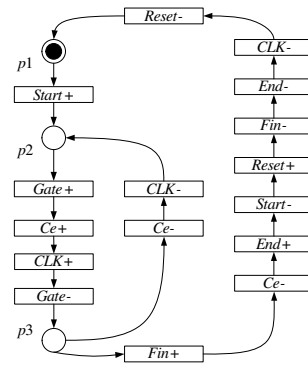 Reset-
p1
Start+
p2
Gate+
Ce+
CLK+
Gate-
p3
CLK-
Ce-
Fin+
CLK-
End-
Fin-
Reset+
Start-
End+
Ce-